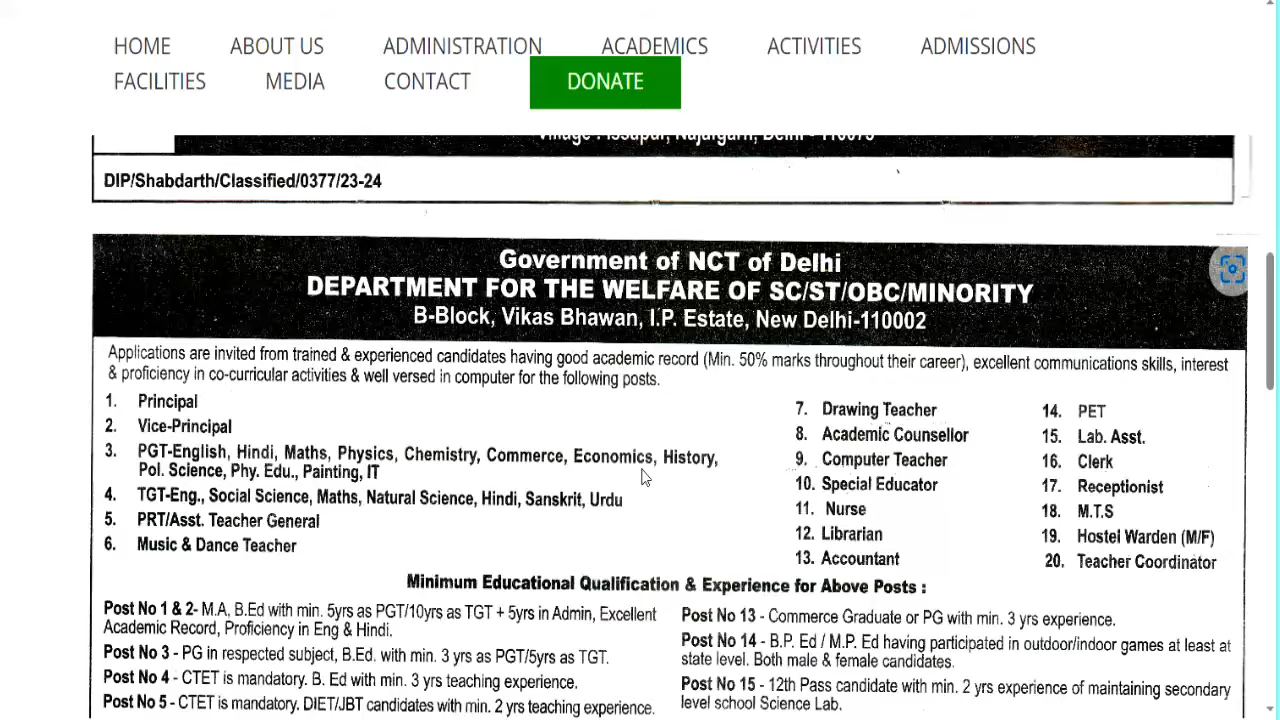 HOME ABOUT US ADMINISTRATION ACADEMICS ACTIVITIES ADMISSIONS
FACILITIES MEDIA CONTACT DONATE
DIP/Shabdarth/Classified/0377/23-24
Government of NCT of Delhi
DEPARTMENT FOR THE WELFARE OF SC/ST/OBC/MINORITY
B-Block, Vikas Bhawan, I.P. Estate, New Delhi-110002
Applications are invited from trained & experienced candidates having good academic record (Min. 50% marks throughout their career), excellent communications skills, interest
& proficiency in co-curricular activities & well versed in computer for the following posts.
1. Principal
2. Vice-Principal
3. PGT-English, Hindi, Maths, Physics, Chemistry, Commerce, Economics, History,
Pol. Science, Phy. Edu., Painting, IT
4. TGT-Eng., Social Science, Maths, Natural Science, Hindi, Sanskrit, Urdu
5. PRT/Asst. Teacher General
6. Music & Dance Teacher
7. Drawing Teacher
8. Academic Counsellor
9. Computer Teacher
10. Special Educator
11. Nurse
12. Librarian
13. Accountant
14. PET
15. Lab. Asst.
16. Clerk
17. Receptionist
18. M.T.S
19. Hostel Warden (M/F)
20. Teacher Coordinator
Minimum Educational Qualification & Experience for Above Posts :
Post No 1 & 2- M.A, B.Ed with min. 5yrs as PGT/10yrs as TGT + 5yrs in Admin, Excellent
Academic Record, Proficiency in Eng & Hindi.
Post No 3 - PG in respected subject, B.Ed. with min. 3 yrs as PGT/5yrs as TGT.
Post No 4 - CTET is mandatory. B. Ed with min. 3 yrs teaching experience.
Post No 5 - CTET is mandatory. DIET/JBT candidates with min. 2 yrs teaching experience.
Post No 13 - Commerce Graduate or PG with min. 3 yrs experience.
Post No 14 - B.P. Ed / M.P. Ed having participated in outdoor/indoor games at least at
state level. Both male & female candidates.
Post No 15 - 12th Pass candidate with min. 2 yrs experience of maintaining secondary
level school Science Lab.